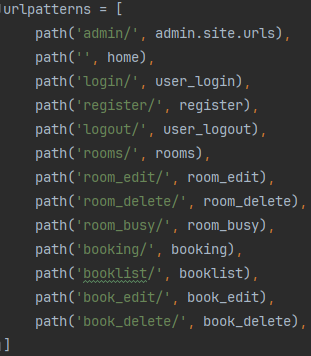 urlpatterns = [
path('admin/', admin.site.urls),
path('', home),
path('login/', user_login),
path('register/', register),
path('logout/', user_logout),
path('rooms/', rooms),
path('room_edit/', room_edit),
path('room_delete/', room_delete),
path('room_busy/', room_busy),
path('booking/', booking),
path('booklist/', booklist),
path('book_edit/', book_edit),
path('book_delete/', book_delete),
]